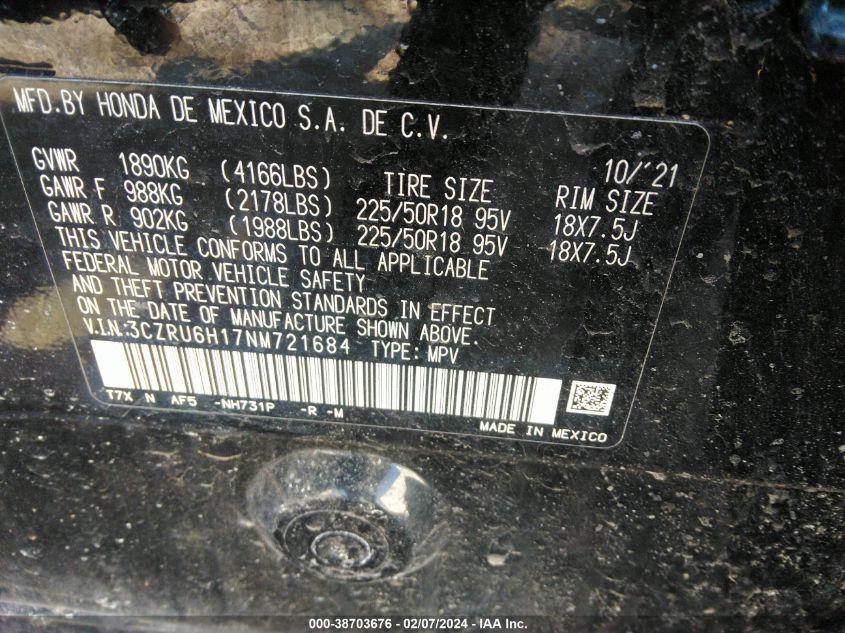 MFD.BY HONDA DE MEXICO S.A. DE C.V.
10/'21
GVWR 1890KG (4166LBS) TIRE SIZE RIM SIZE
GAWR F 988KG (2178LBS) 225/50R18 95V 18X7.5J
GAWR R 902KG (1988LBS) 225/50R18 95V 18X7.5J
THIS VEHICLE CONFORMS TO ALL APPLICABLE
FEDERAL MOTOR VEHICLE SAFETY
AND THEFT PREVENTION STANDARDS IN EFFECT
ON THE DATE OF MANUFACTURE SHOWN ABOVE.
V.I.N.:3CZRU6H17NM721684 TYPE:MPV
T7X N AF5 -NH731P -R -M
MADE IN MEXICO
000-38703676 - 02/07/2024 - IAA Inc.